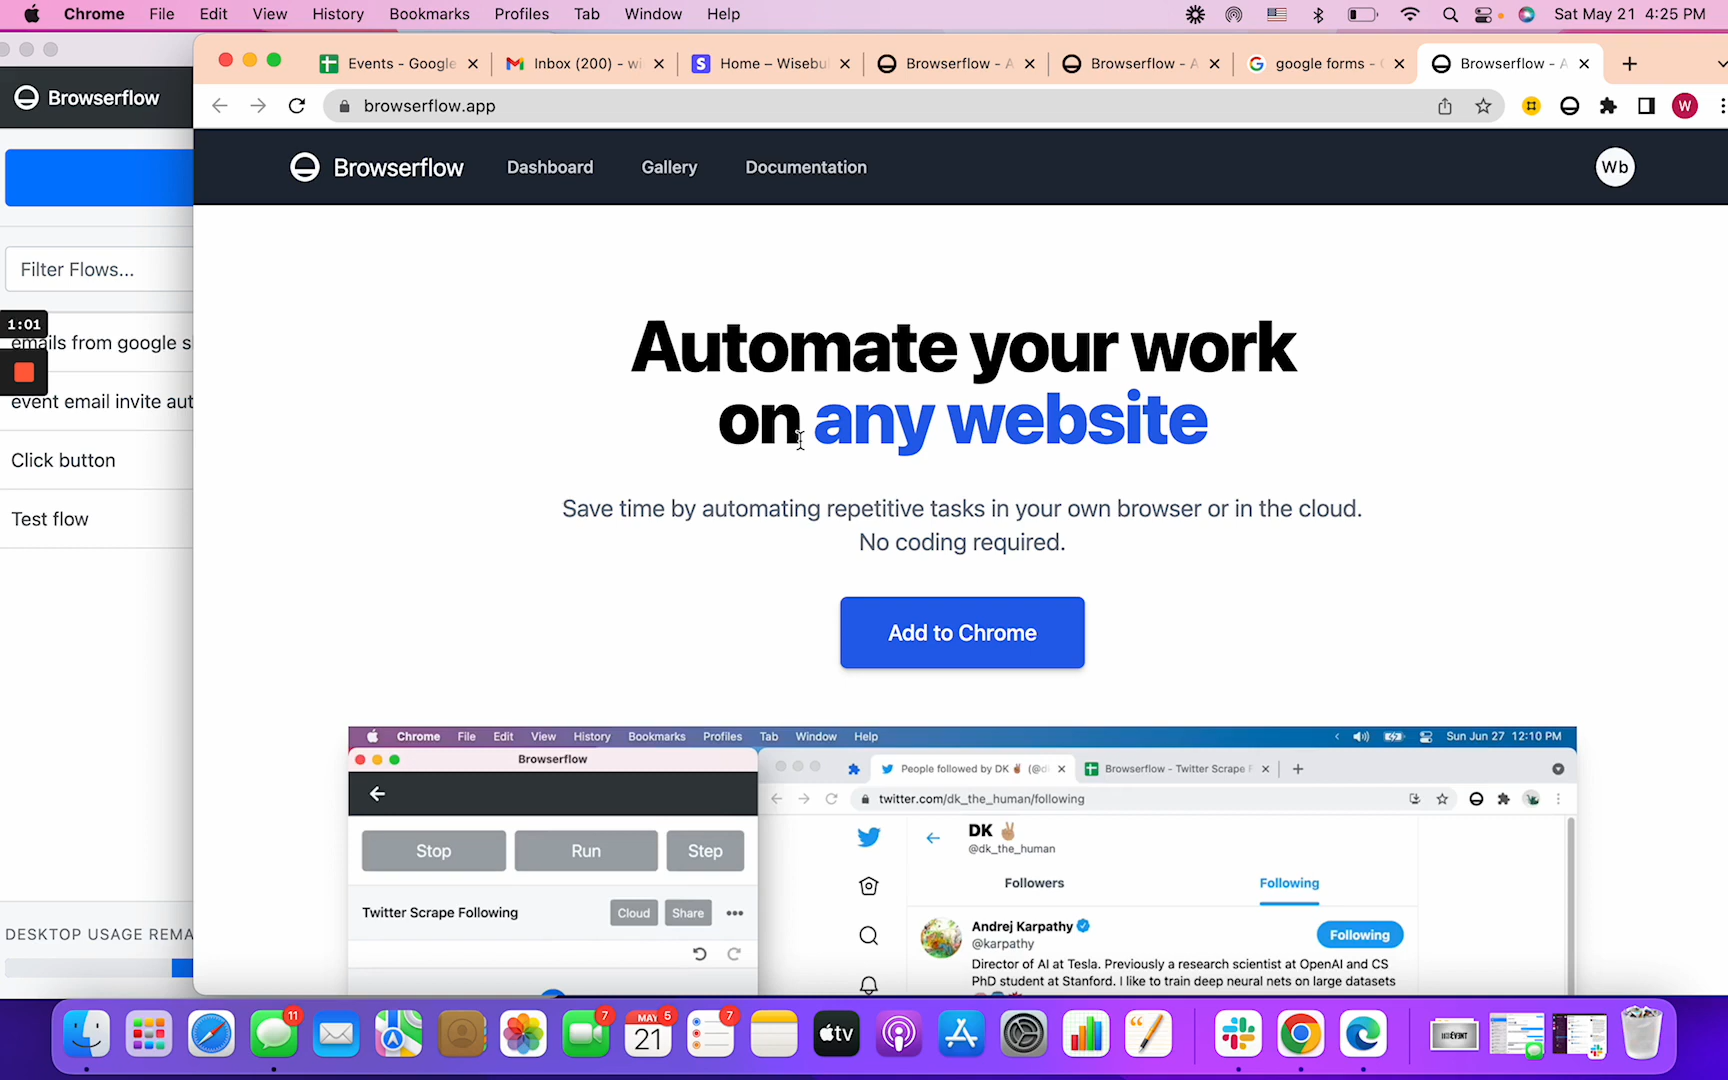 Chrome File Edit View History Bookmarks Profiles Tab Window Help Sat May 21 4:25 PM
Events - Google Inbox (200) - wi Home – Wisebu Browserflow - A Browserflow - A google forms - Browserflow - A
browserflow.app W
Browserflow
Browserflow Dashboard Gallery Documentation Wb
Filter Flows...
1:01
emails from google s
event email invite aut
Click button
Test flow
DESKTOP USAGE REMA
Automate your work
on any website
Save time by automating repetitive tasks in your own browser or in the cloud.
No coding required.
Add to Chrome
Chrome File Edit View History Bookmarks Profiles Tab Window Help Sun Jun 27 12:10 PM
Browserflow
People followed by DK ✌🏽 (@d Browserflow - Twitter Scrape F
twitter.com/dk_the_human/following
Stop Run Step
Twitter Scrape Following Cloud Share
DK ✌🏽
@dk_the_human
Followers Following
Andrej Karpathy
@karpathy
Following
Director of AI at Tesla. Previously a research scientist at OpenAI and CS
PhD student at Stanford. I like to train deep neural nets on large datasets
11 7 MAY 5 21 7 tv